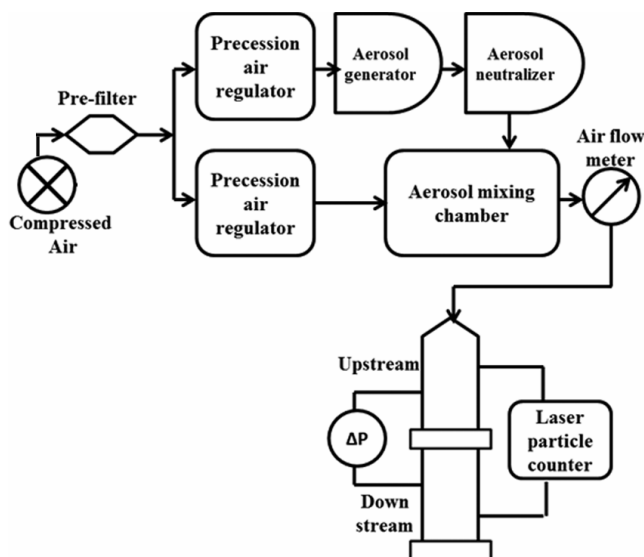 Precession
air
regulator
Aerosol
generator
Aerosol
neutralizer
Pre-filter
Compressed
Air
Precession
air
regulator
Aerosol mixing
chamber
Air flow
meter
Upstream
ΔP
Laser
particle
counter
Down
stream